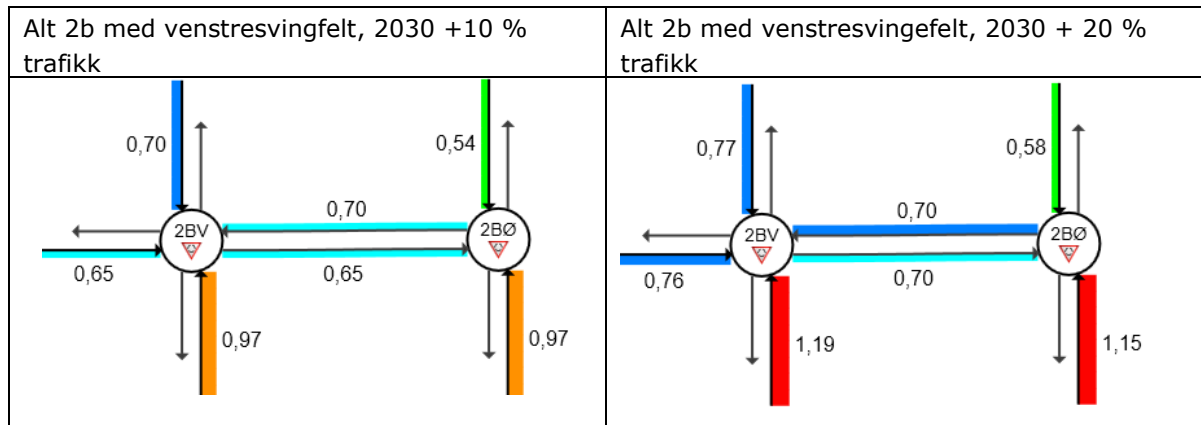 Alt 2b med venstresvingfelt, 2030 +10 %
trafikk
0,70
0,54
0,70
2BV
2BØ
0,65
0,65
0,97
0,97
Alt 2b med venstresvingefelt, 2030 + 20 %
trafikk
0,77
0,58
0,70
2BV
2BØ
0,76
0,70
1,19
1,15